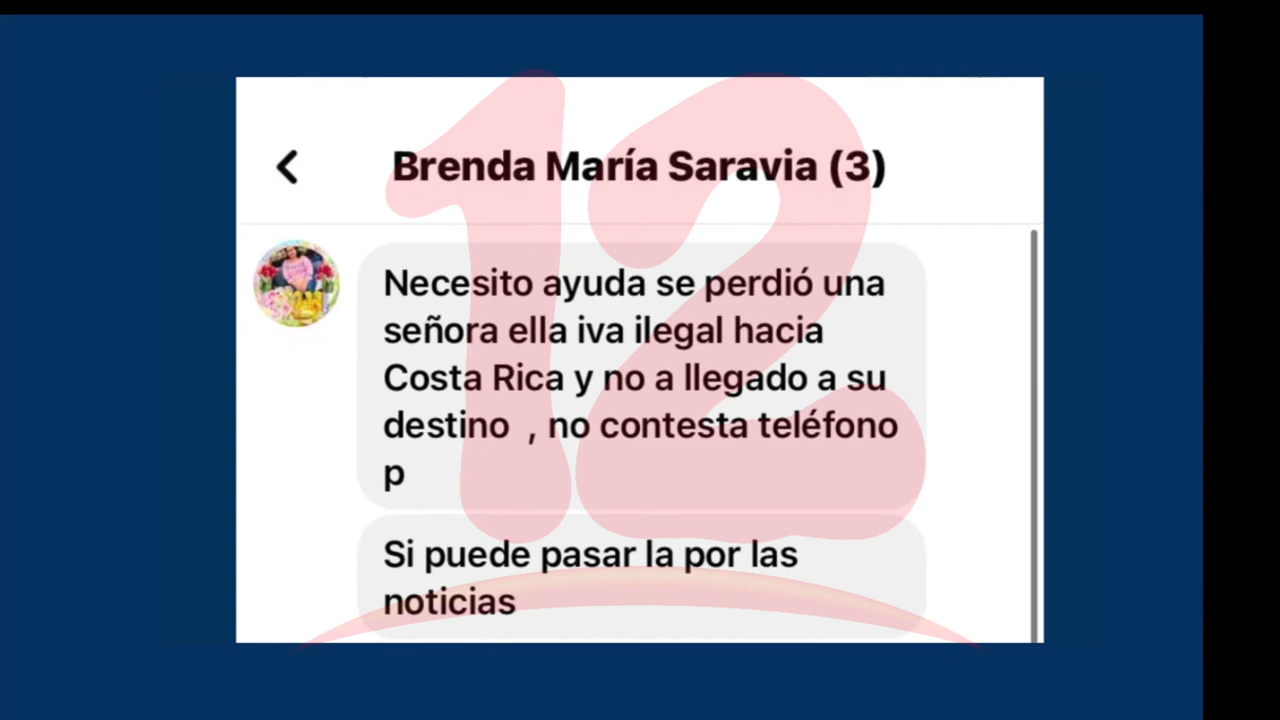 12
Brenda María Saravia (3)
Necesito ayuda se perdió una
señora ella iva ilegal hacia
Costa Rica y no a llegado a su
destino , no contesta teléfono
p
Si puede pasar la por las
noticias